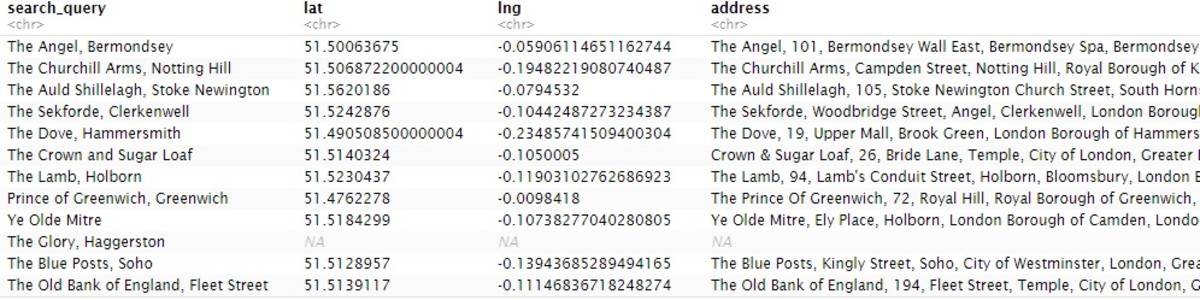 search_query lat lng address
<chr> <chr> <chr> <chr>
The Angel, Bermondsey 51.50063675 -0.05906114651162744 The Angel, 101, Bermondsey Wall East, Bermondsey Spa, Bermondsey
The Churchill Arms, Notting Hill 51.506872200000004 -0.19482219080740487 The Churchill Arms, Campden Street, Notting Hill, Royal Borough of K
The Auld Shillelagh, Stoke Newington 51.5620186 -0.0794532 The Auld Shillelagh, 105, Stoke Newington Church Street, South Horn
The Sekforde, Clerkenwell 51.5242876 -0.10442487273234387 The Sekforde, Woodbridge Street, Angel, Clerkenwell, London Boroug
The Dove, Hammersmith 51.490508500000004 -0.23485741509400304 The Dove, 19, Upper Mall, Brook Green, London Borough of Hammers
The Crown and Sugar Loaf 51.5140324 -0.1050005 Crown & Sugar Loaf, 26, Bride Lane, Temple, City of London, Greater
The Lamb, Holborn 51.5230437 -0.11903102762686923 The Lamb, 94, Lamb's Conduit Street, Holborn, Bloomsbury, London B
Prince of Greenwich, Greenwich 51.4762278 -0.0098418 The Prince Of Greenwich, 72, Royal Hill, Royal Borough of Greenwich,
Ye Olde Mitre 51.5184299 -0.10738277040280805 Ye Olde Mitre, Ely Place, Holborn, London Borough of Camden, Londo
The Glory, Haggerston NA NA NA
The Blue Posts, Soho 51.5128957 -0.13943685289494165 The Blue Posts, Kingly Street, Soho, City of Westminster, London, Grea
The Old Bank of England, Fleet Street 51.5139117 -0.11146836718248274 The Old Bank of England, 194, Fleet Street, Temple, City of London, G